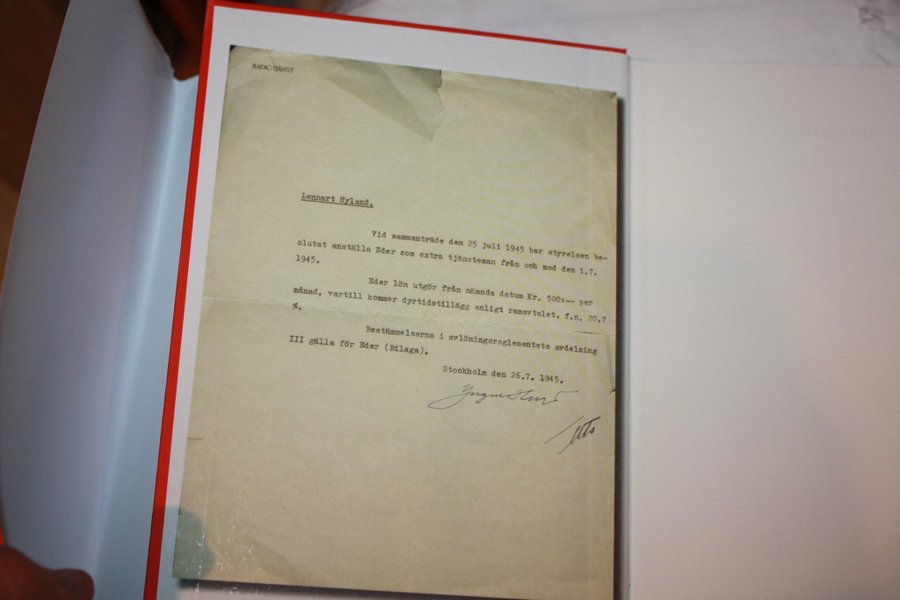 RADIOTJÄNST
Lennart Hyland.
Vid sammanträde den 25 juli 1945 har styrelsen be-
slutat anställa Eder som extra tjänsteman från och med den 1.7.
1945.
Eder lön utgör från nämnda datum Kr. 500:-- per
månad, vartill kommer dyrtidstillägg enligt ramavtalet, f.n. 20.7
%.
Bestämmelserna i avlöningsreglementets avdelning
III gälla för Eder (Bilaga).
Stockholm den 26.7. 1945.